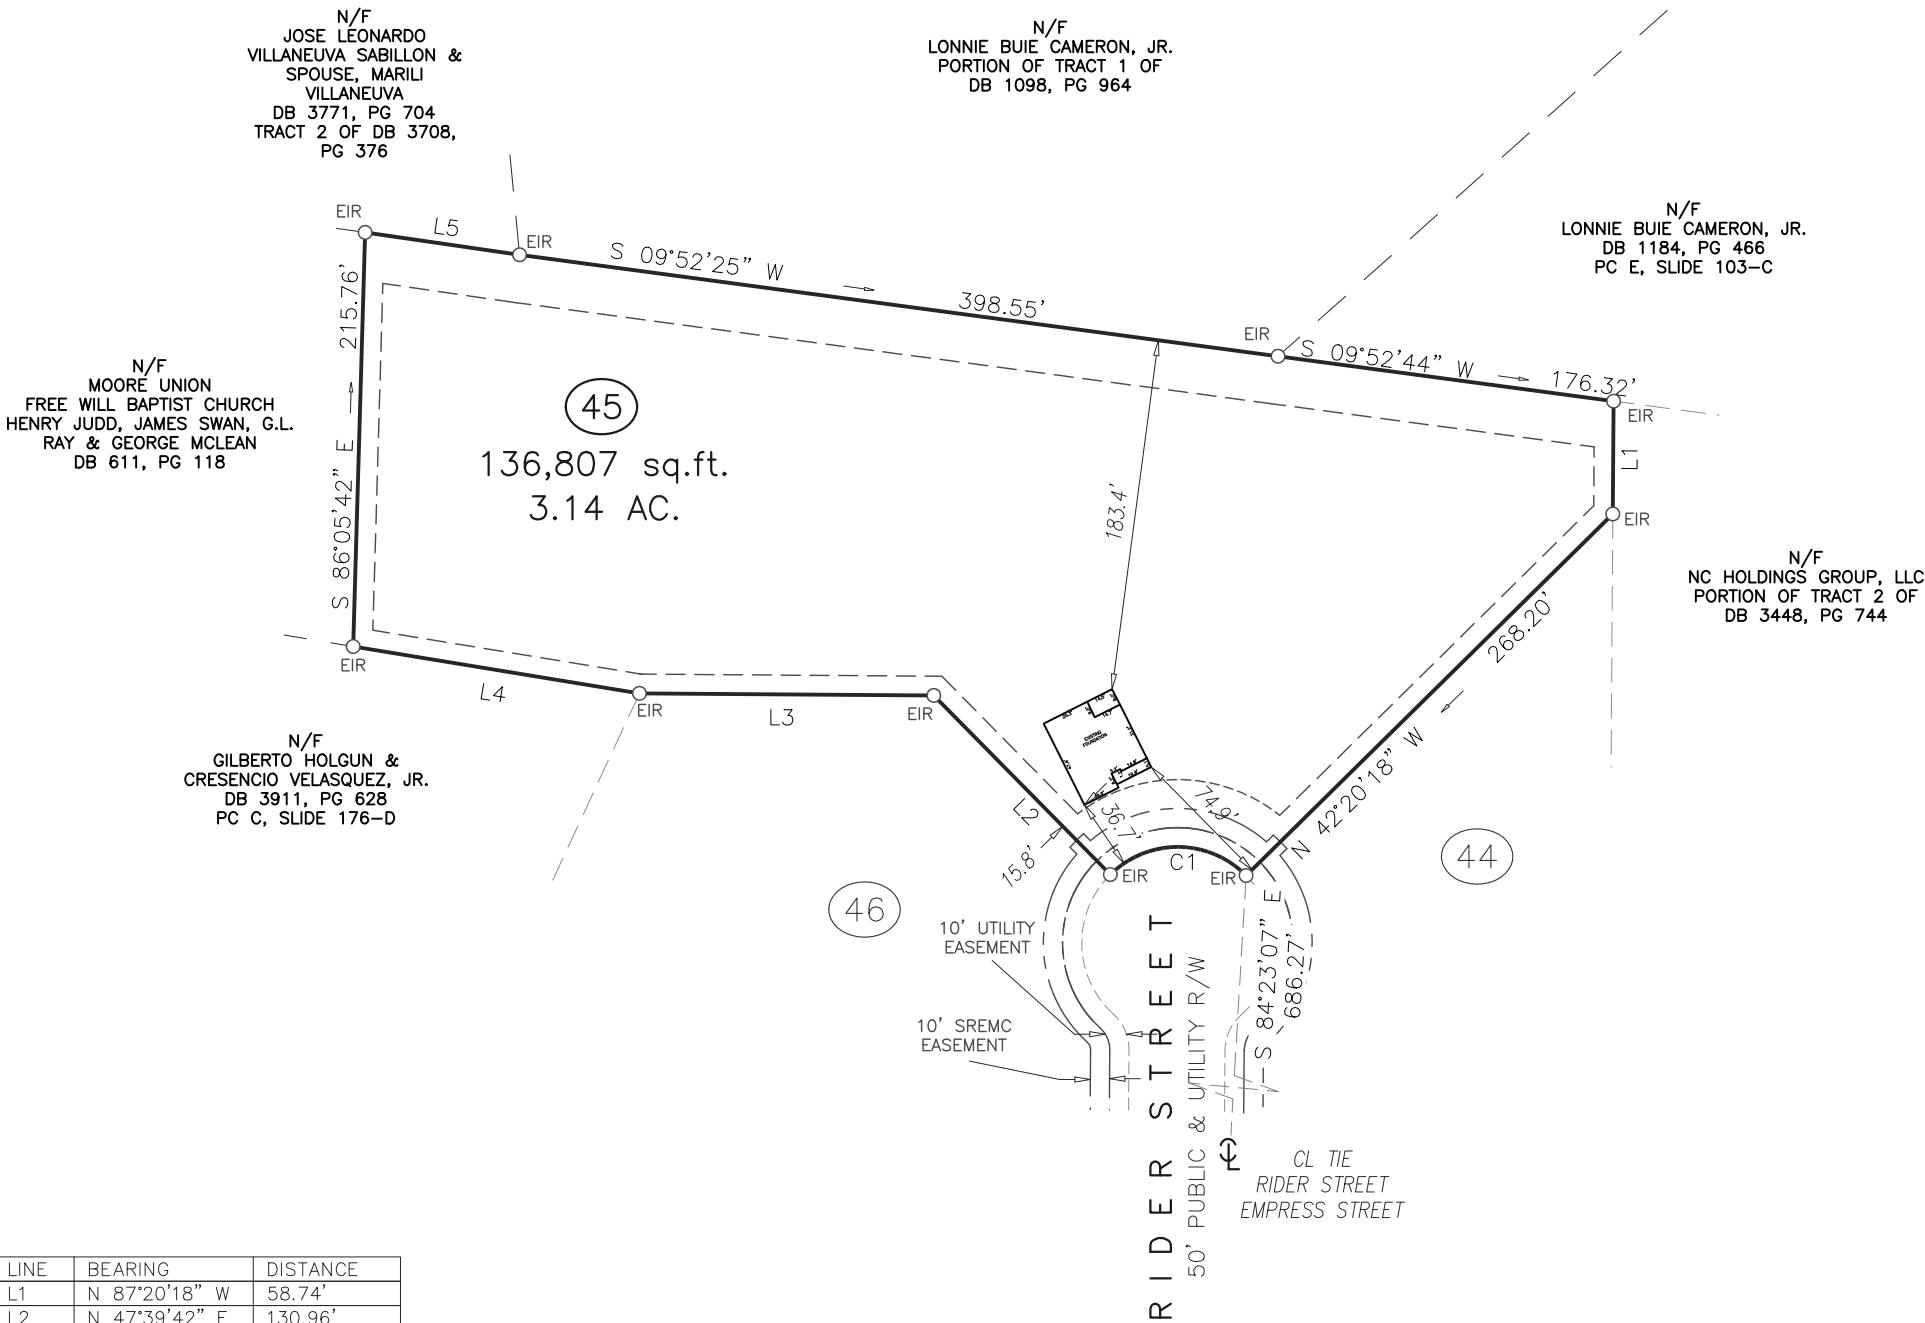 N/F
JOSE LEONARDO
VILLANEUVA SABILLON &
SPOUSE, MARILI
VILLANEUVA
DB 3771, PG 704
TRACT 2 OF DB 3708,
PG 376
N/F
LONNIE BUIE CAMERON, JR.
PORTION OF TRACT 1 OF
DB 1098, PG 964
N/F
LONNIE BUIE CAMERON, JR.
DB 1184, PG 466
PC E, SLIDE 103-C
EIR
L5
EIR
S 09°52'25" W
398.55'
EIR
S 09°52'44" W
176.32'
EIR
L1
EIR
N/F
MOORE UNION
FREE WILL BAPTIST CHURCH
HENRY JUDD, JAMES SWAN, G.L.
RAY & GEORGE MCLEAN
DB 611, PG 118
S 86°05'42" E
215.76'
45
136,807 sq.ft.
3.14 AC.
183.4'
N/F
NC HOLDINGS GROUP, LLC
PORTION OF TRACT 2 OF
DB 3448, PG 744
268.20'
N 42°20'18" W
EIR
L4
EIR
L3
EIR
EXISTING
FOUNDATION
N/F
GILBERTO HOLGUN &
CRESENCIO VELASQUEZ, JR.
DB 3911, PG 628
PC C, SLIDE 176-D
L2
15.8'
36.7'
74.9'
C1
EIR
EIR
44
46
10' UTILITY
EASEMENT
10' SREMC
EASEMENT
RIDER STREET
50' PUBLIC & UTILITY R/W
S 84°23'07" E
686.27'
CL TIE
RIDER STREET
EMPRESS STREET
LINE BEARING DISTANCE
L1 N 87°20'18" W 58.74'
L2 N 47°39'42" E 130.96'